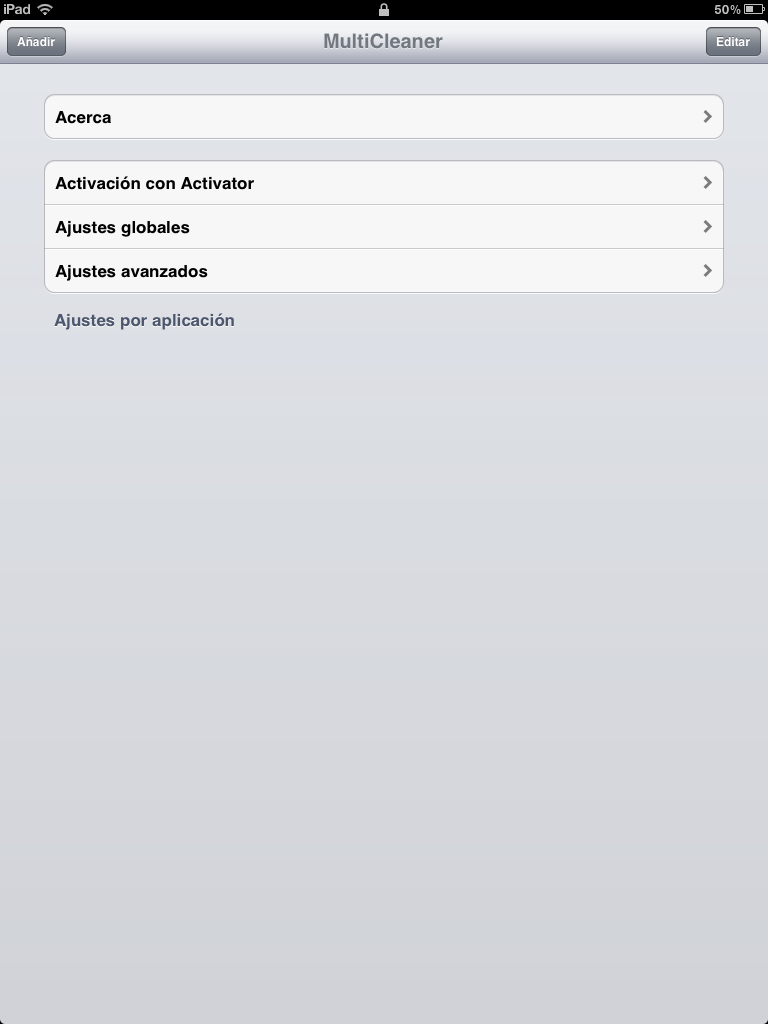 iPad 50%
Añadir MultiCleaner Editar
Acerca
Activación con Activator
Ajustes globales
Ajustes avanzados
Ajustes por aplicación